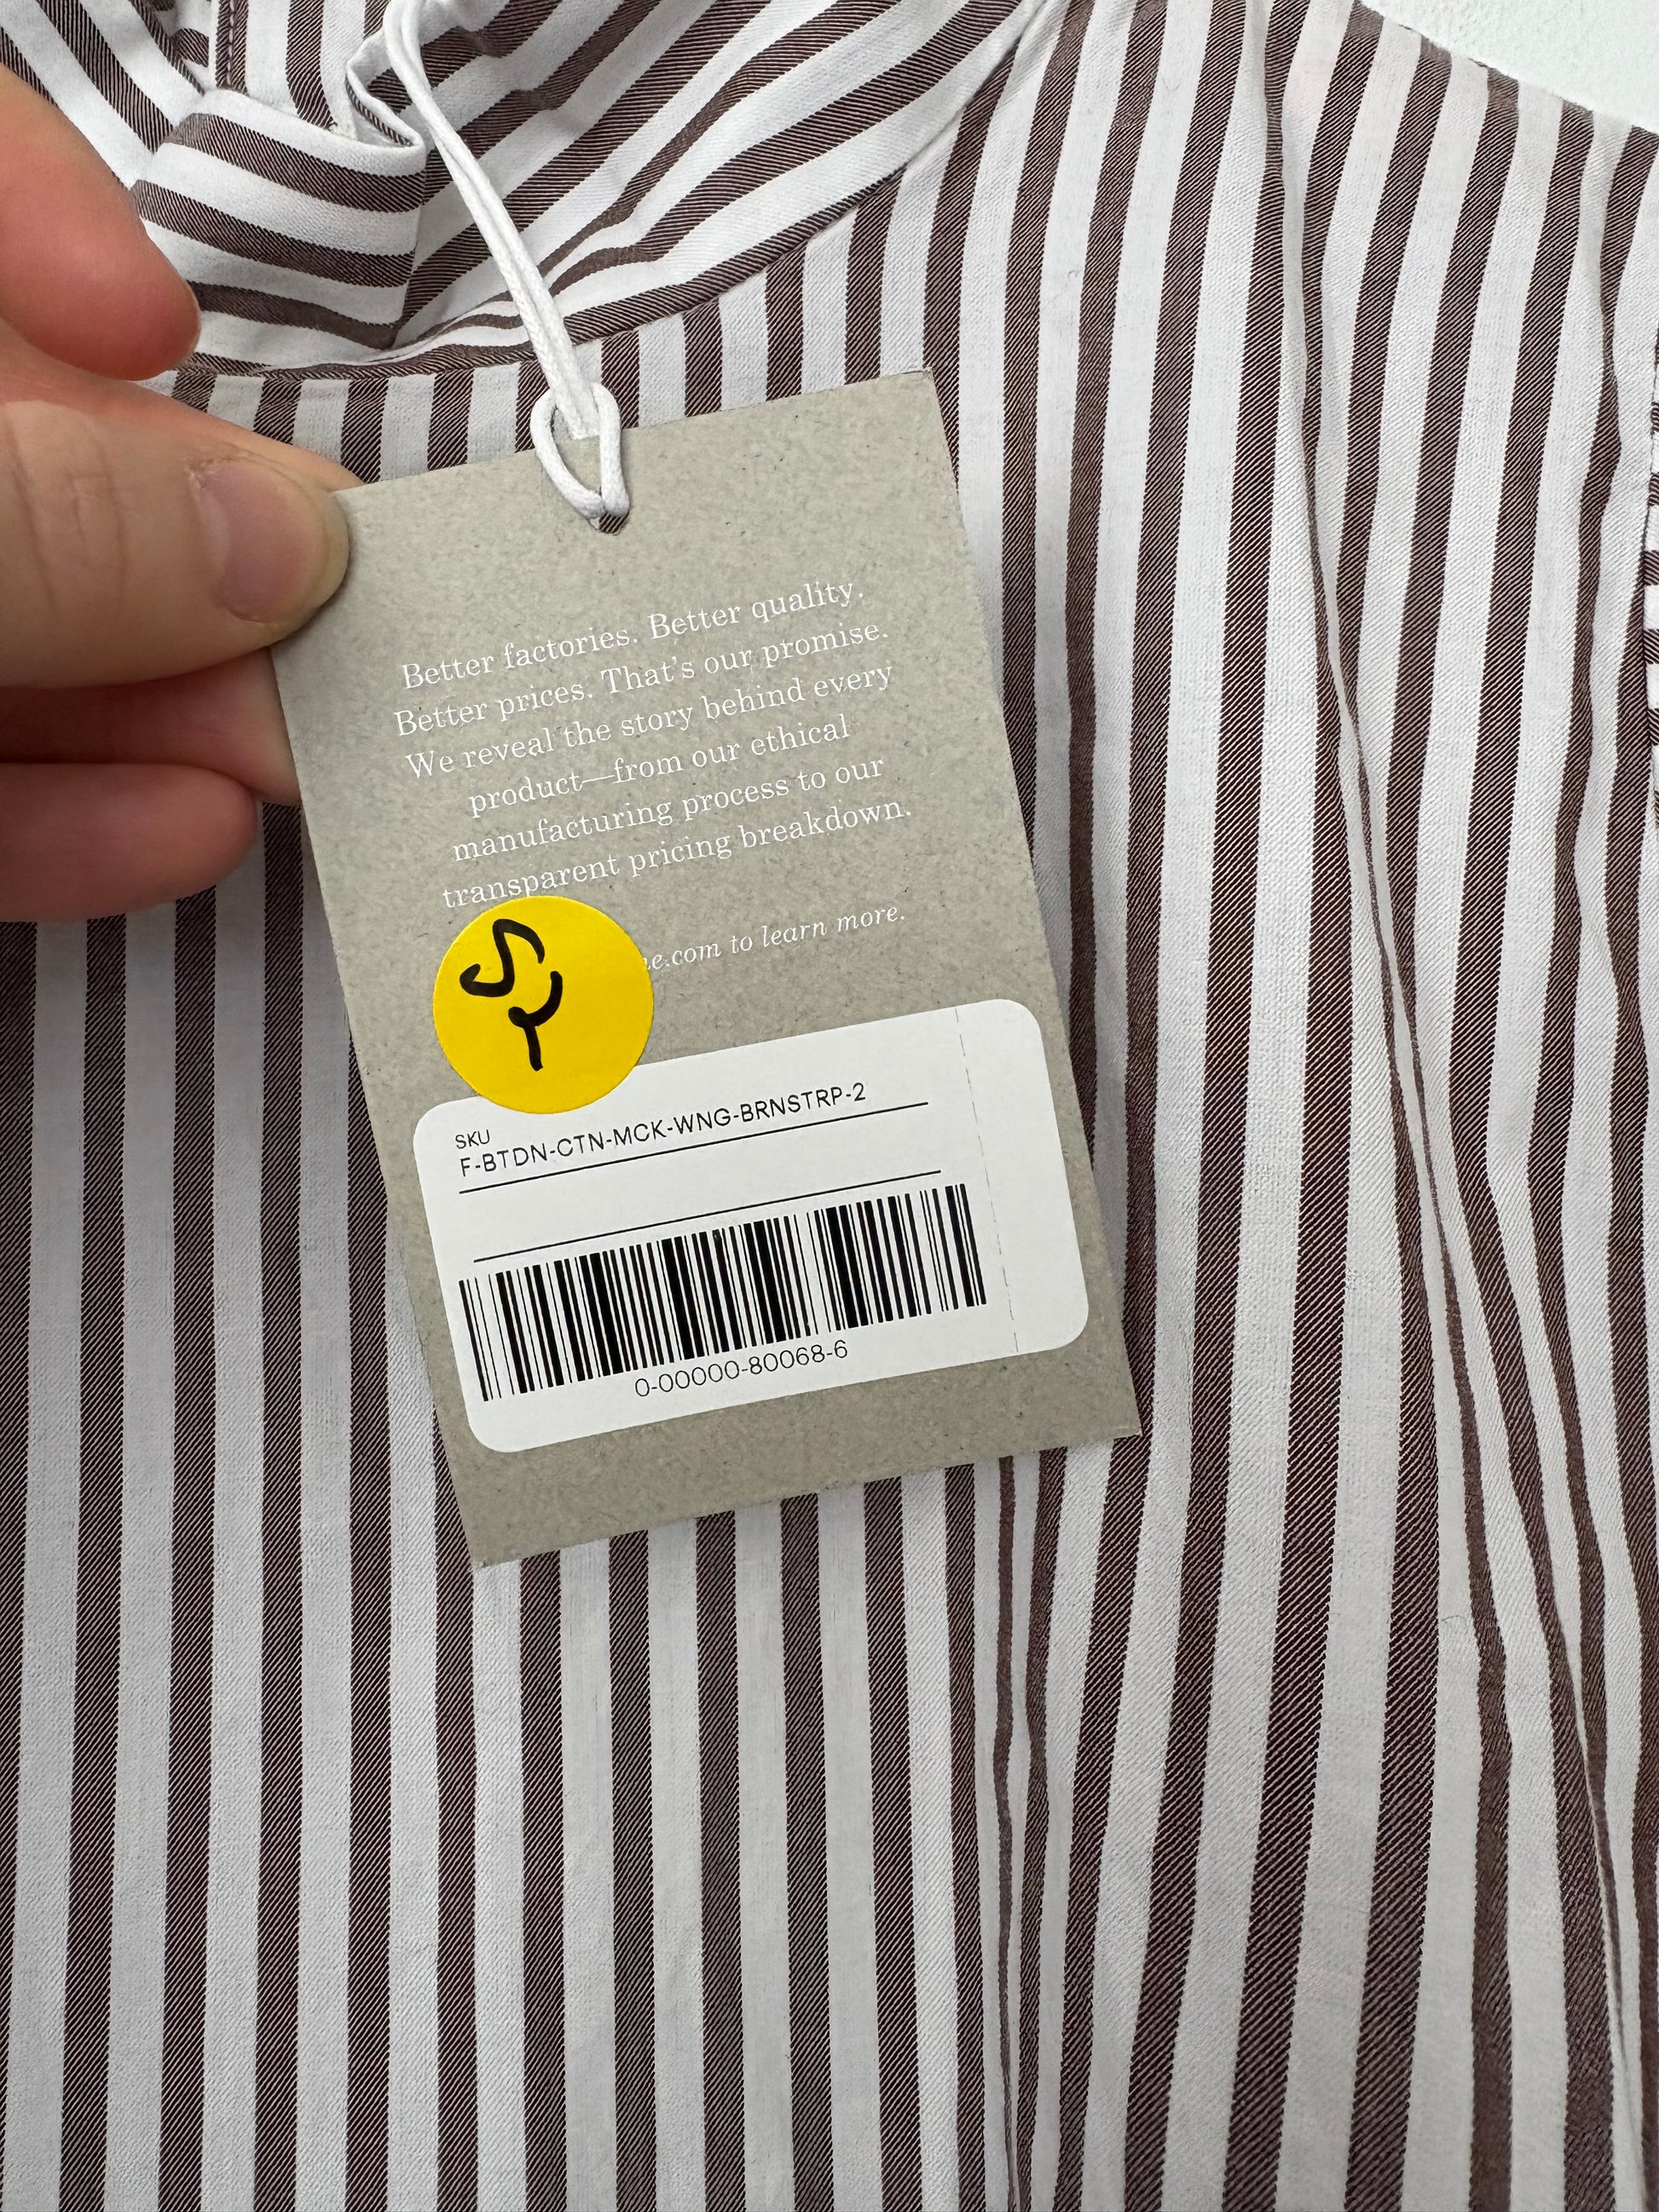 Better factories. Better quality.
Better prices. That's our promise.
We reveal the story behind every
product—from our ethical
manufacturing process to our
transparent pricing breakdown.
to learn more.
SKU
F-BTDN-CTN-MCK-WNG-BRNSTRP-2
0-00000-80068-6